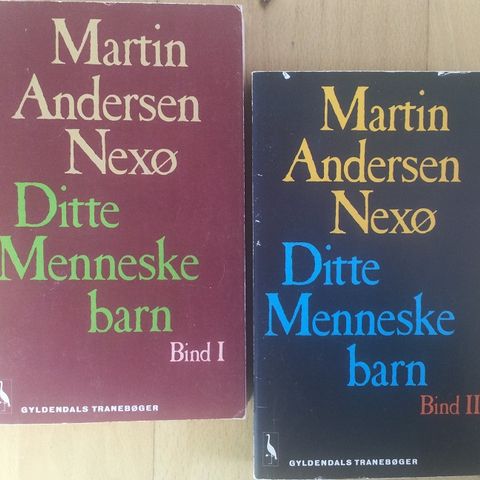 Martin
Andersen
Nexø
Ditte
Menneske
barn
Bind I
GYLDENDALS TRANEBØGER
Martin
Andersen
Nexø
Ditte
Menneske
barn
Bind II
GYLDENDALS TRANEBØGER